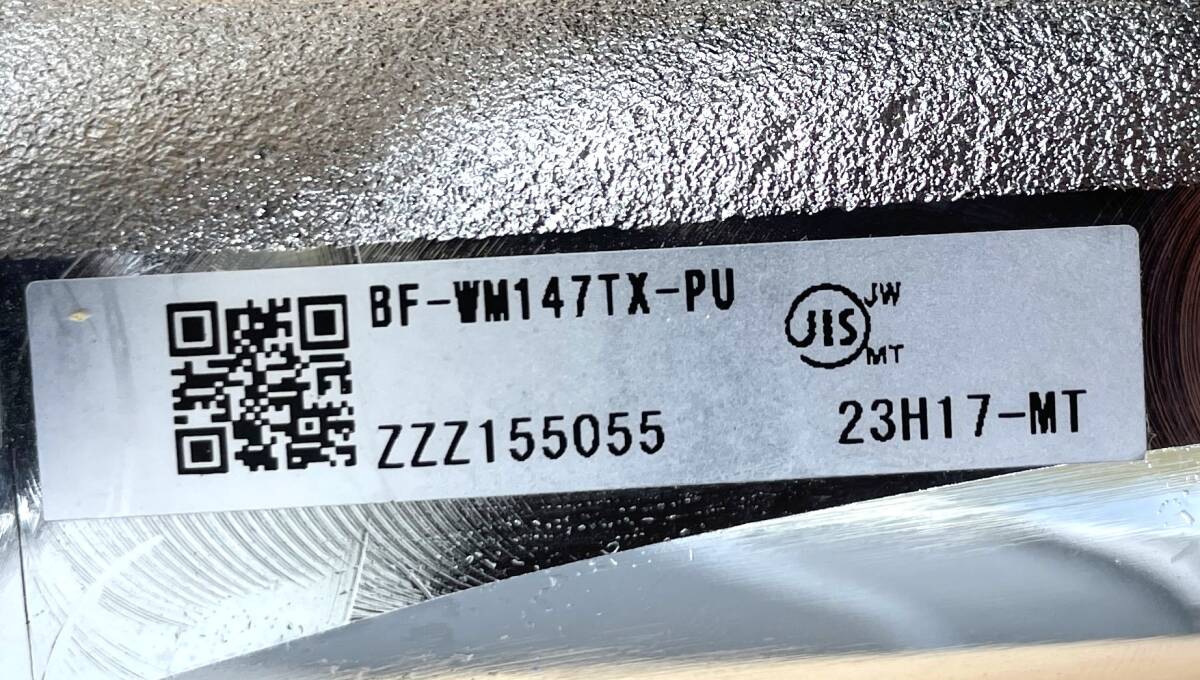 BF-WM147TX-PU
JIS
JW
MT
ZZZ155055
23H17-MT